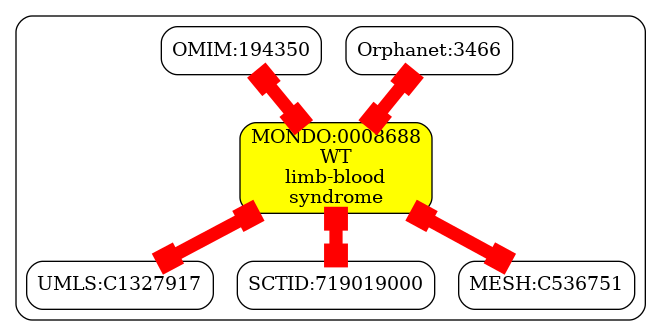 OMIM:194350
Orphanet:3466
MONDO:0008688
WT
limb-blood
syndrome
UMLS:C1327917
SCTID:719019000
MESH:C536751